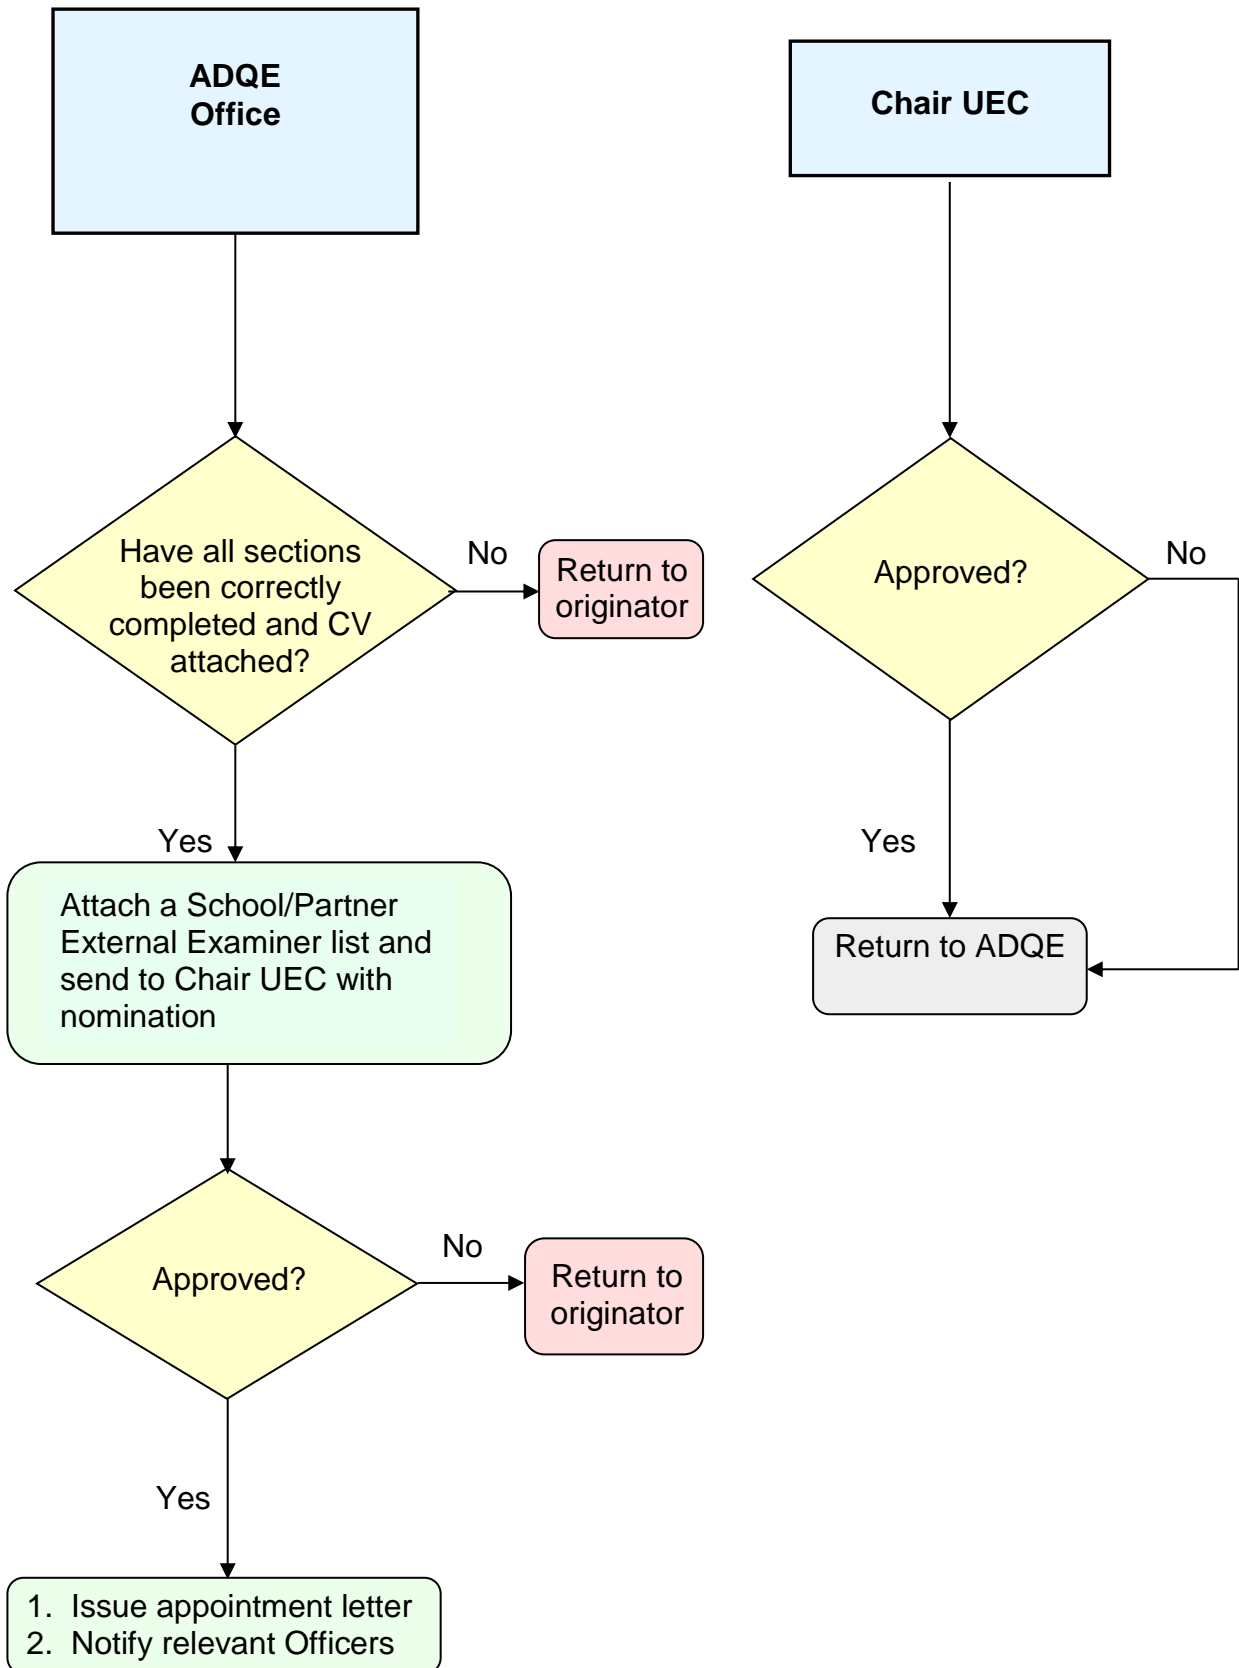 ADQE
Office
Chair UEC
Have all sections
been correctly
completed and CV
attached?
No
Return to
originator
Approved?
No
Yes
Yes
Attach a School/Partner
External Examiner list and
send to Chair UEC with
nomination
Return to ADQE
Approved?
No
Return to
originator
Yes
1. Issue appointment letter
2. Notify relevant Officers